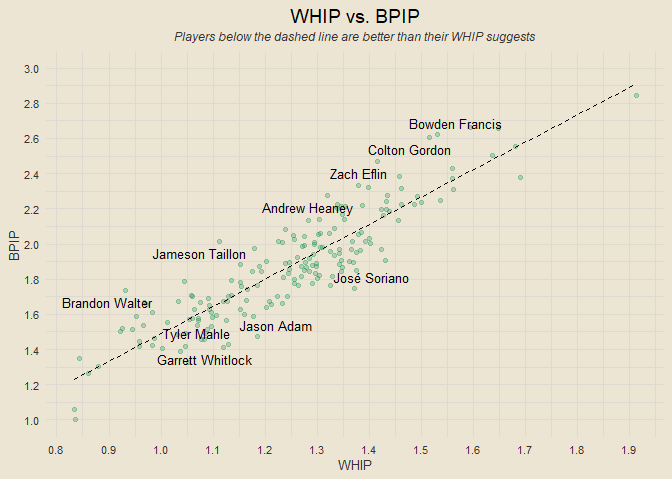 WHIP vs. BPIP
Players below the dashed line are better than their WHIP suggests
3.0
2.8
2.6
2.4
2.2
2.0
1.8
1.6
1.4
1.2
1.0
BPIP
Bowden Francis
Colton Gordon
Zach Eflin
Andrew Heaney
Jameson Taillon
José Soriano
Brandon Walter
Jason Adam
Tyler Mahle
Garrett Whitlock
0.8 0.9 1.0 1.1 1.2 1.3 1.4 1.5 1.6 1.7 1.8 1.9
WHIP